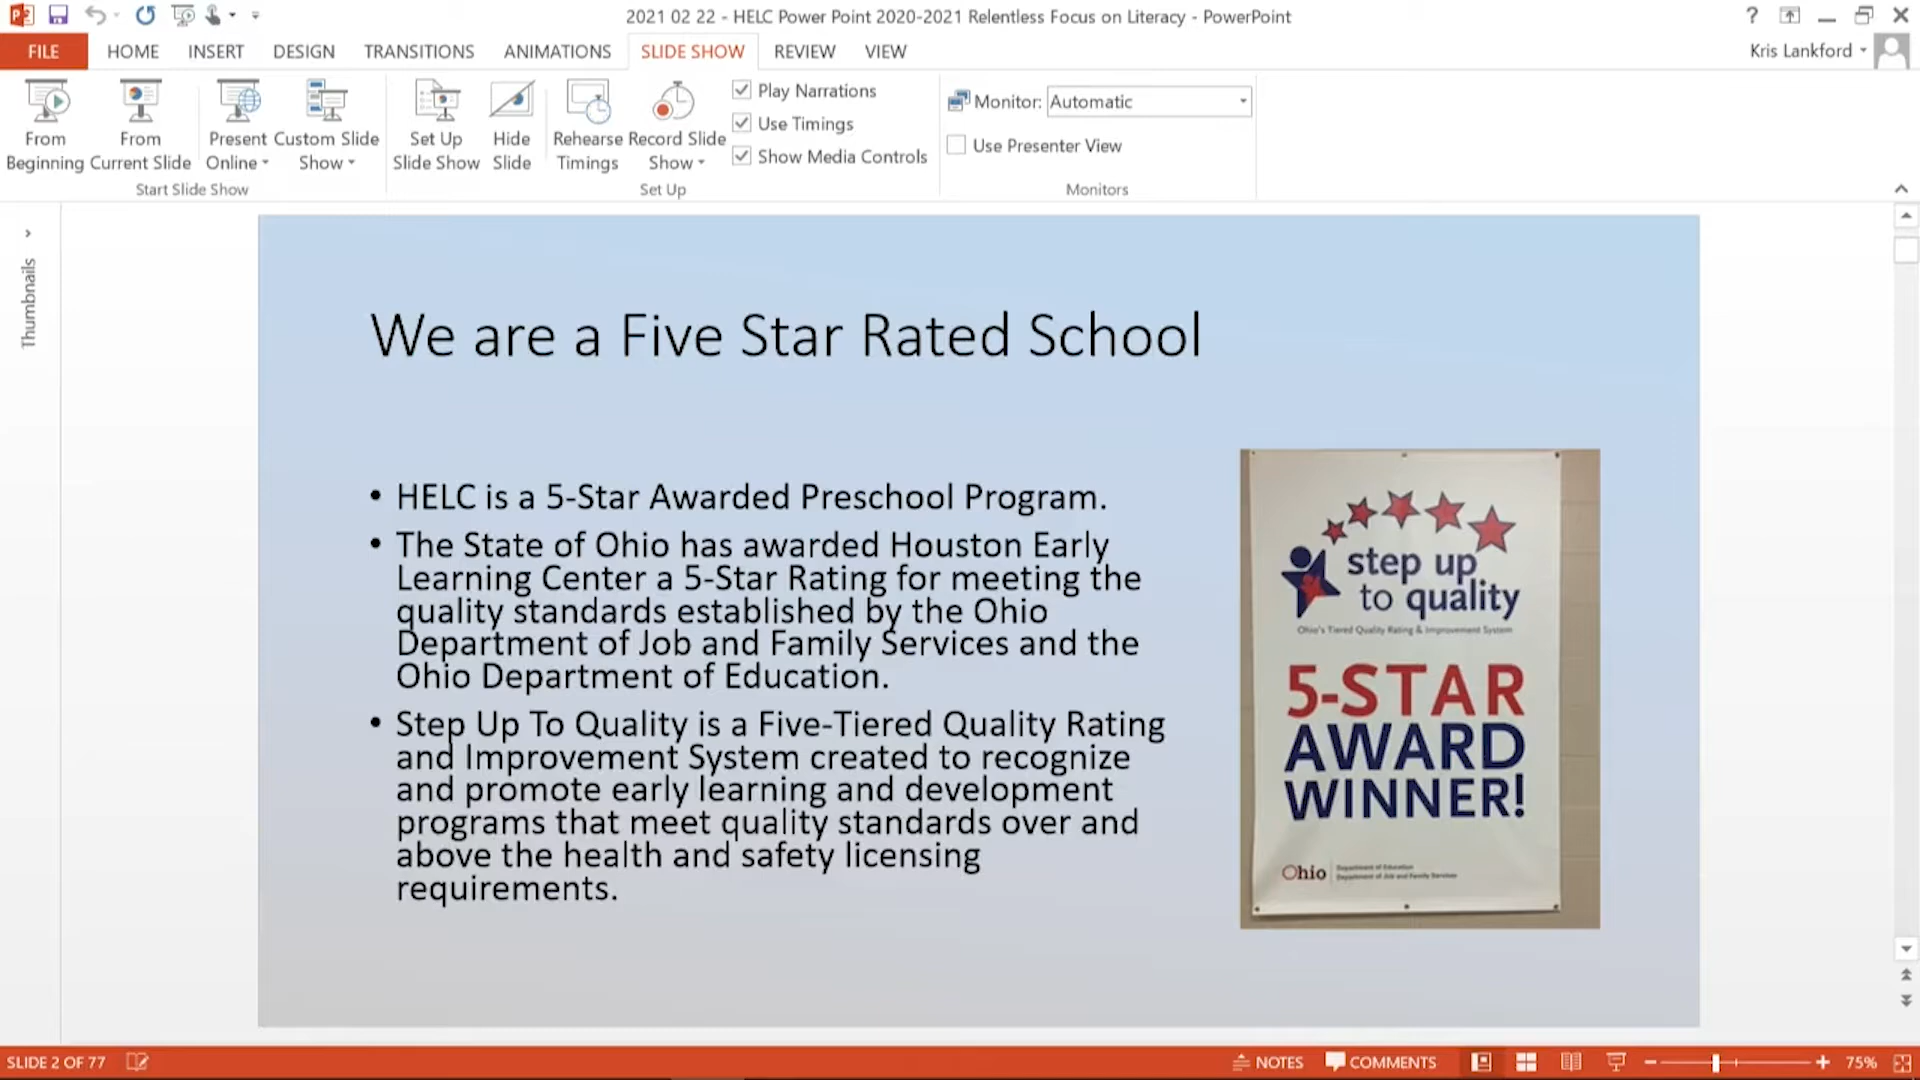 2021 02 22 - HELC Power Point 2020-2021 Relentless Focus on Literacy - PowerPoint
FILE HOME INSERT DESIGN TRANSITIONS ANIMATIONS SLIDE SHOW REVIEW VIEW
Kris Lankford
From Beginning
From Current Slide
Present Online
Custom Slide Show
Set Up Slide Show
Hide Slide
Rehearse Timings
Record Slide Show
Play Narrations
Use Timings
Show Media Controls
Monitor: Automatic
Use Presenter View
Start Slide Show
Set Up
Monitors
Thumbnails
We are a Five Star Rated School
• HELC is a 5-Star Awarded Preschool Program.
• The State of Ohio has awarded Houston Early
Learning Center a 5-Star Rating for meeting the
quality standards established by the Ohio
Department of Job and Family Services and the
Ohio Department of Education.
• Step Up To Quality is a Five-Tiered Quality Rating
and Improvement System created to recognize
and promote early learning and development
programs that meet quality standards over and
above the health and safety licensing
requirements.
step up
to quality
Ohio's Tiered Quality Rating & Improvement System
5-STAR
AWARD
WINNER!
Ohio
Department of Education
Department of Job and Family Services
SLIDE 2 OF 77
NOTES
COMMENTS
75%